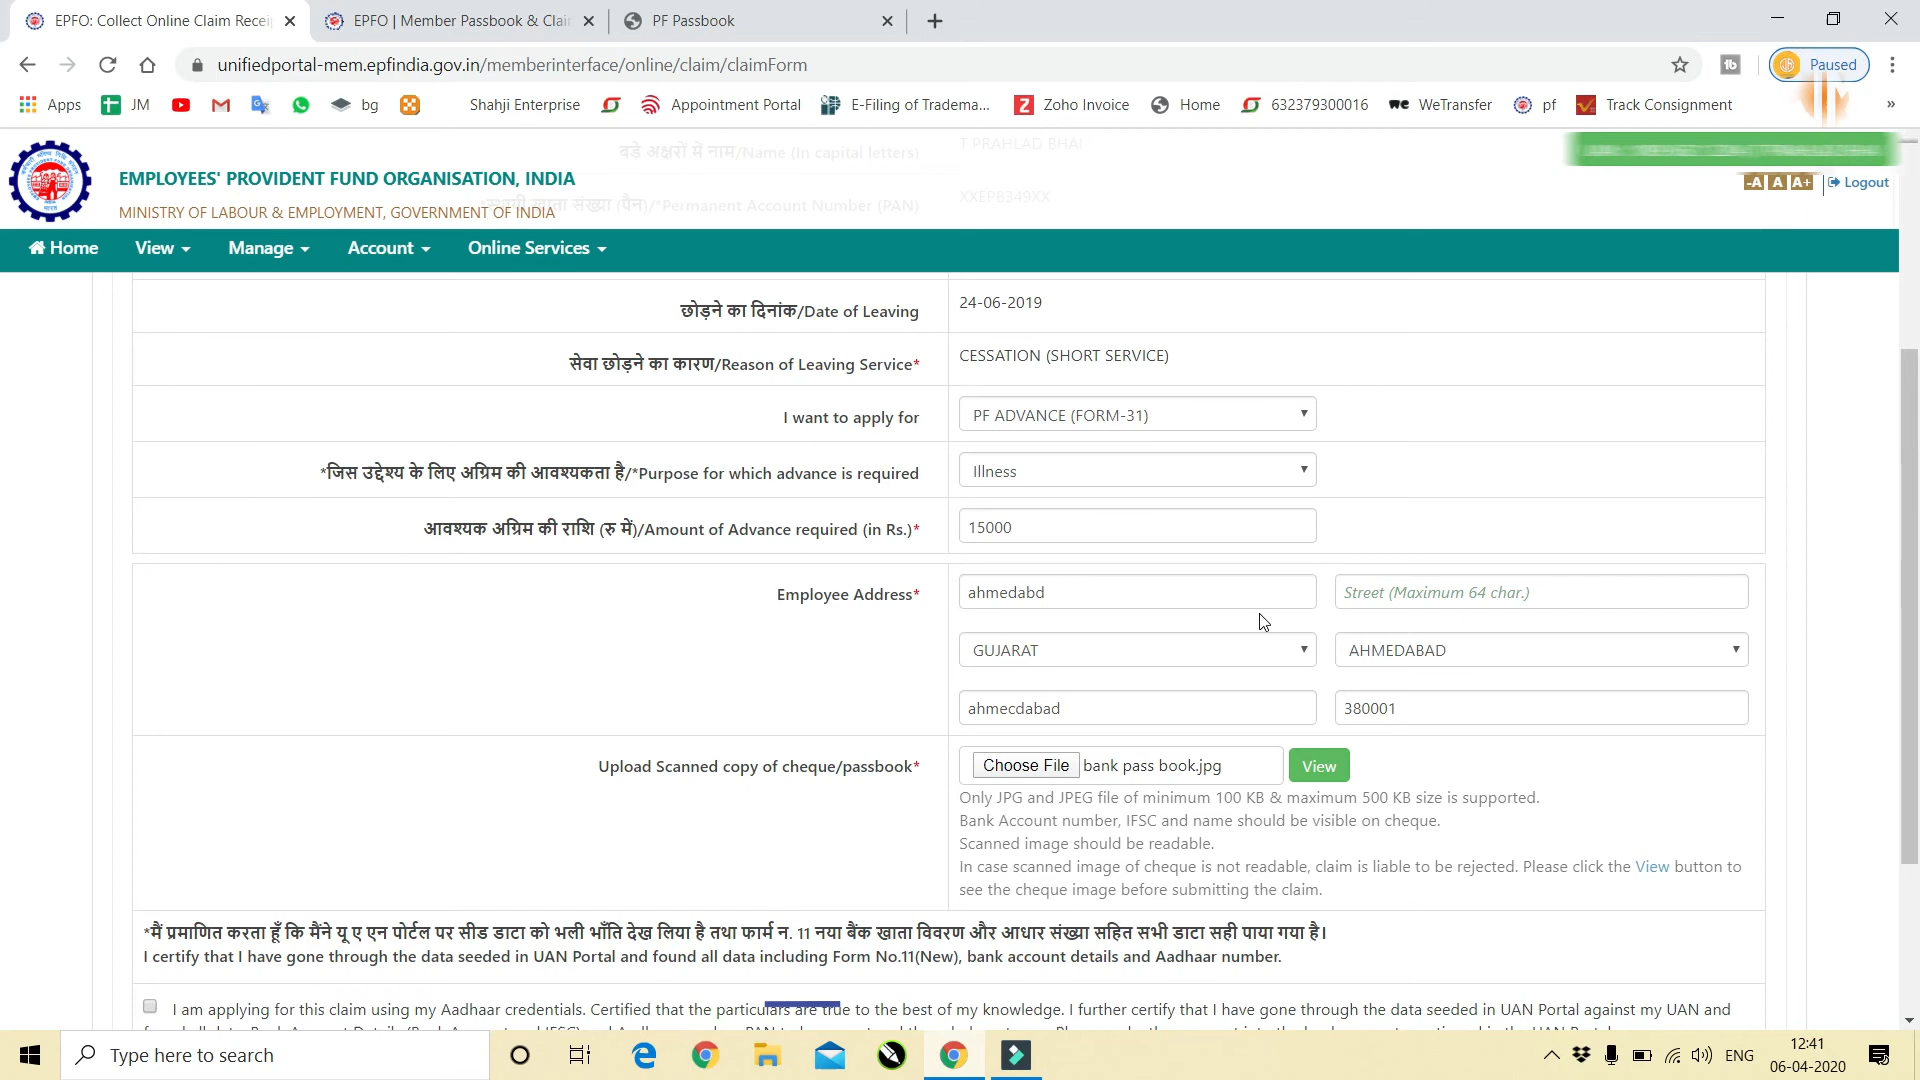 EPFO: Collect Online Claim Recei
EPFO | Member Passbook & Clai
PF Passbook
unifiedportal-mem.epfindia.gov.in/memberinterface/online/claim/claimForm
Paused
Apps JM bg Shahji Enterprise Appointment Portal E-Filing of Tradema... Zoho Invoice Home 632379300016 WeTransfer pf Track Consignment »
बड़े अक्षरों में नाम/Name (In capital letters) T PRAHLAD BHAI
EMPLOYEES' PROVIDENT FUND ORGANISATION, INDIA
-A A A+ Logout
*स्थायी खाता संख्या (पैन)/*Permanent Account Number (PAN) XXEP8349XX
MINISTRY OF LABOUR & EMPLOYMENT, GOVERNMENT OF INDIA
Home View Manage Account Online Services
छोड़ने का दिनांक/Date of Leaving 24-06-2019
सेवा छोड़ने का कारण/Reason of Leaving Service* CESSATION (SHORT SERVICE)
I want to apply for PF ADVANCE (FORM-31)
*जिस उद्देश्य के लिए अग्रिम की आवश्यकता है/*Purpose for which advance is required Illness
आवश्यक अग्रिम की राशि (रु में)/Amount of Advance required (in Rs.)* 15000
Employee Address* ahmedabd Street (Maximum 64 char.)
GUJARAT AHMEDABAD
ahmecdabad 380001
Upload Scanned copy of cheque/passbook* Choose File bank pass book.jpg View
Only JPG and JPEG file of minimum 100 KB & maximum 500 KB size is supported.
Bank Account number, IFSC and name should be visible on cheque.
Scanned image should be readable.
In case scanned image of cheque is not readable, claim is liable to be rejected. Please click the View button to
see the cheque image before submitting the claim.
*मैं प्रमाणित करता हूँ कि मैंने यू ए एन पोर्टल पर सीड डाटा को भली भाँति देख लिया है तथा फार्म न. 11 नया बैंक खाता विवरण और आधार संख्या सहित सभी डाटा सही पाया गया है।
I certify that I have gone through the data seeded in UAN Portal and found all data including Form No.11(New), bank account details and Aadhaar number.
I am applying for this claim using my Aadhaar credentials. Certified that the particulars are true to the best of my knowledge. I further certify that I have gone through the data seeded in UAN Portal against my UAN and
Type here to search
ENG
12:41
06-04-2020